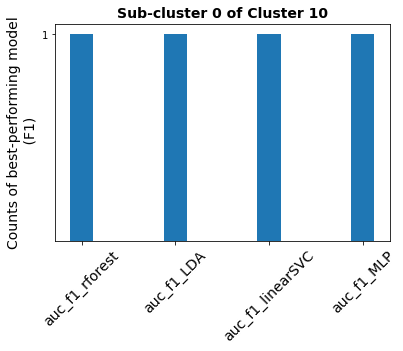 Sub-cluster 0 of Cluster 10
Counts of best-performing model
(F1)
1
auc_f1_rforest
auc_f1_LDA
auc_f1_linearSVC
auc_f1_MLP